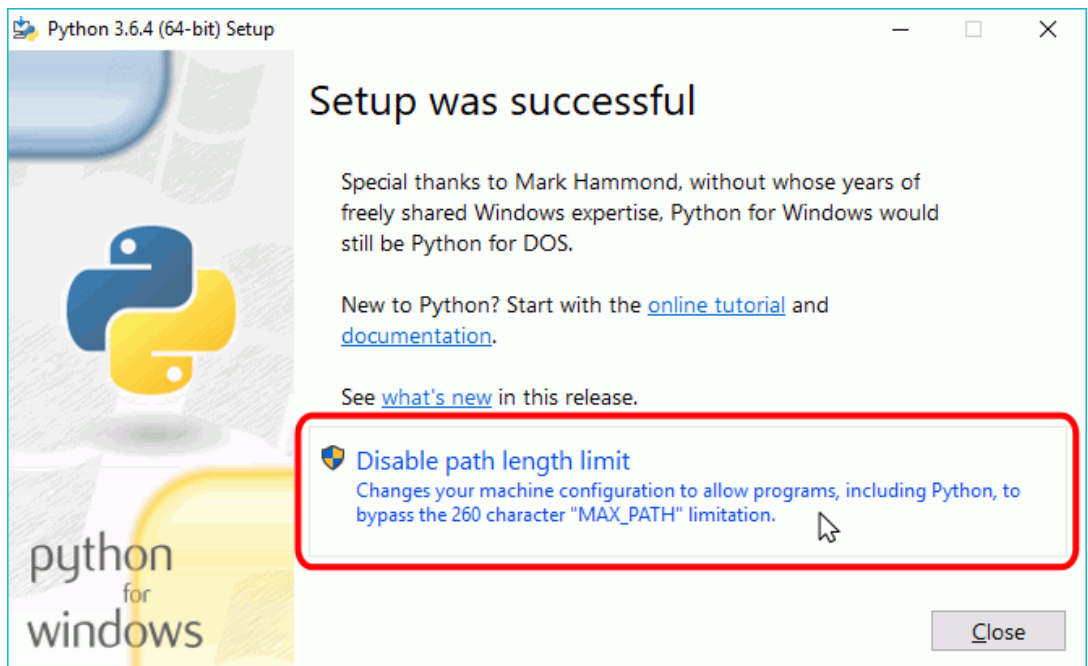 Python 3.6.4 (64-bit) Setup
Setup was successful
Special thanks to Mark Hammond, without whose years of
freely shared Windows expertise, Python for Windows would
still be Python for DOS.
New to Python? Start with the online tutorial and
documentation.
See what's new in this release.
Disable path length limit
Changes your machine configuration to allow programs, including Python, to
bypass the 260 character "MAX_PATH" limitation.
python
for
windows
Close